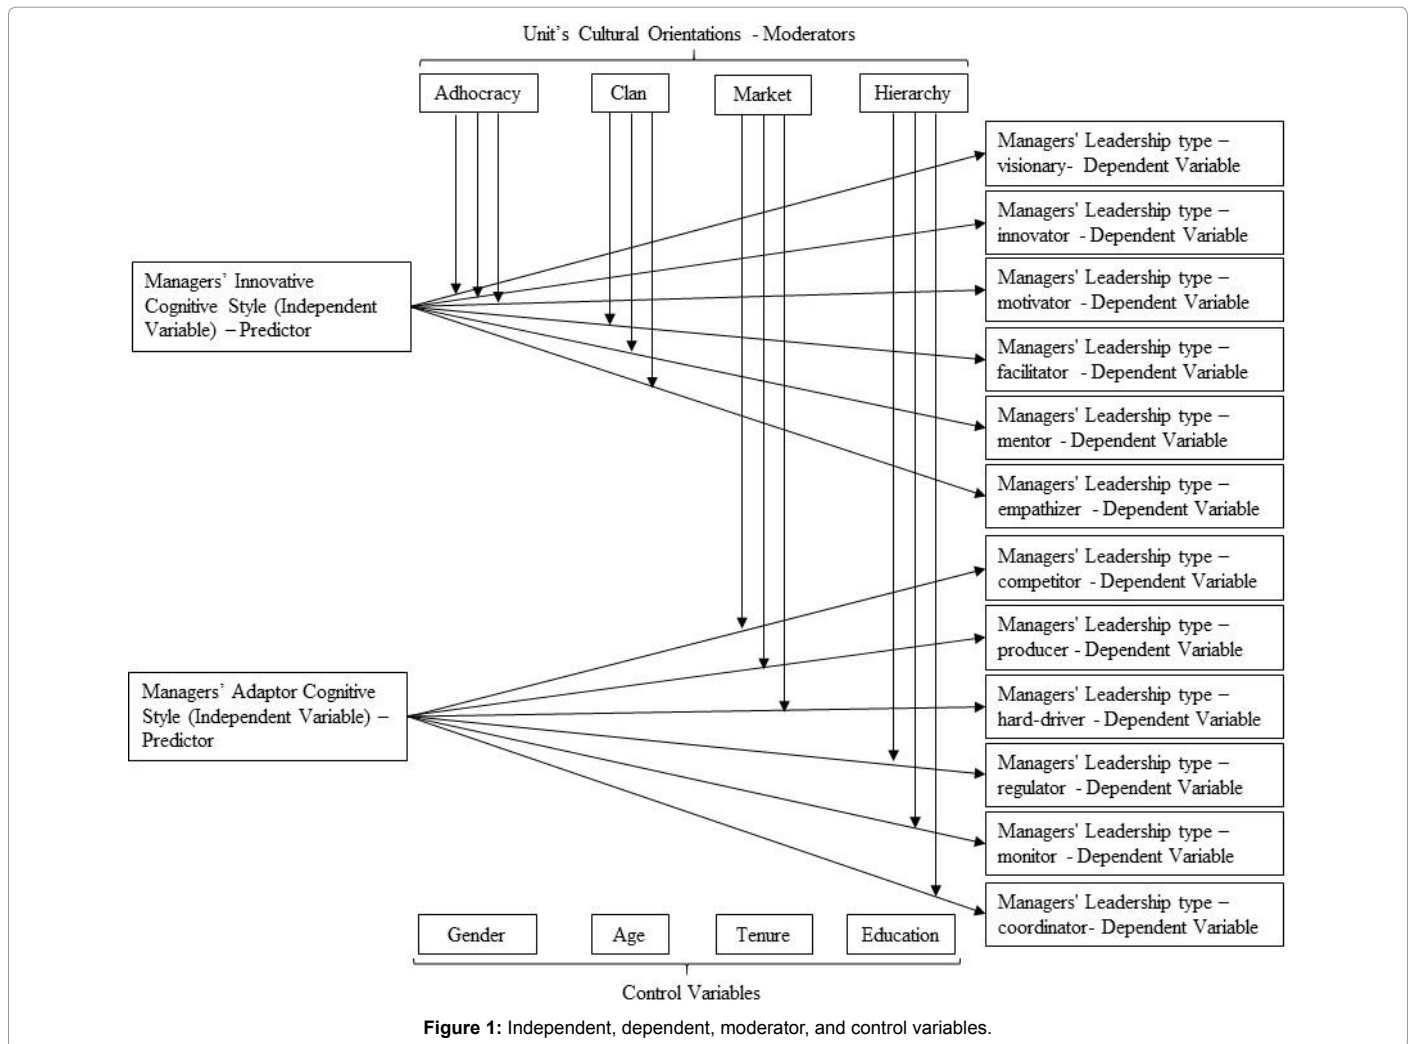 Unit's Cultural Orientations - Moderators
Adhocracy
Clan
Market
Hierarchy
Managers' Leadership type –
visionary- Dependent Variable
Managers' Leadership type –
innovator - Dependent Variable
Managers' Innovative
Cognitive Style (Independent
Variable) – Predictor
Managers' Leadership type –
motivator - Dependent Variable
Managers' Leadership type –
facilitator - Dependent Variable
Managers' Leadership type –
mentor - Dependent Variable
Managers' Leadership type –
empathizer - Dependent Variable
Managers' Leadership type –
competitor - Dependent Variable
Managers' Leadership type –
producer - Dependent Variable
Managers' Adaptor Cognitive
Style (Independent Variable) –
Predictor
Managers' Leadership type –
hard-driver - Dependent Variable
Managers' Leadership type –
regulator - Dependent Variable
Managers' Leadership type –
monitor - Dependent Variable
Managers' Leadership type –
coordinator- Dependent Variable
Gender
Age
Tenure
Education
Control Variables
Figure 1: Independent, dependent, moderator, and control variables.